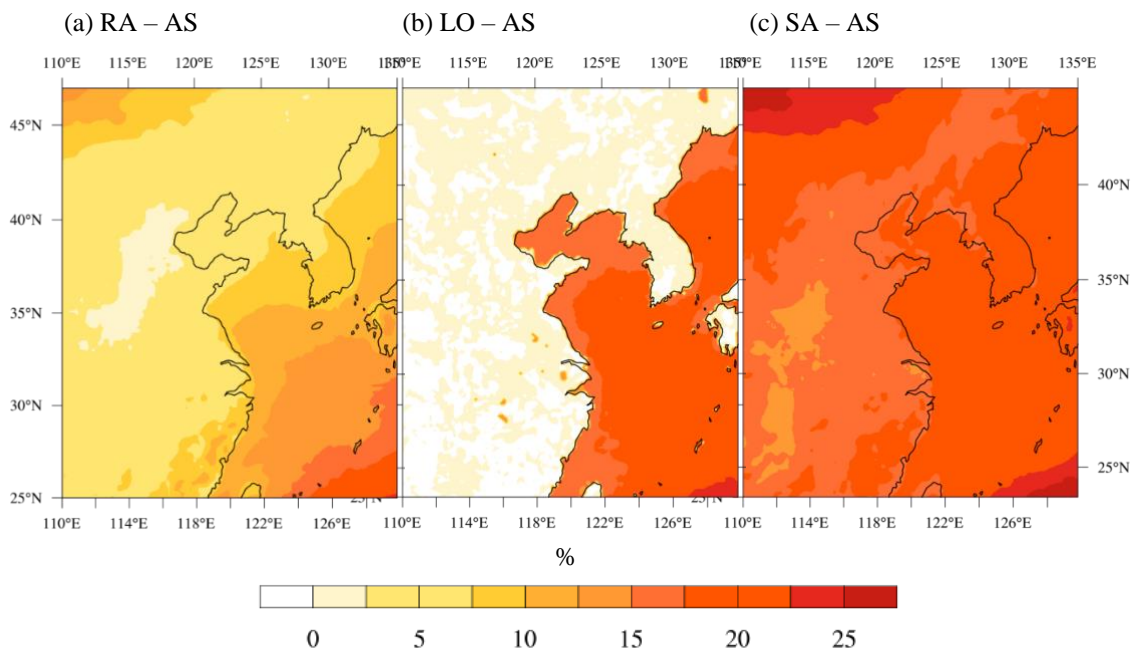 (a) RA – AS (b) LO – AS (c) SA – AS
110°E 115°E 120°E 125°E 130°E 110°E 115°E 120°E 125°E 130°E 110°E 115°E 120°E 125°E 130°E 135°E
45°N
40°N 40°N
35°N 35°N
30°N 30°N
25°N 25°N 25°N 25°N
110°E 114°E 118°E 122°E 126°E 110°E 114°E 118°E 122°E 126°E 110°E 114°E 118°E 122°E 126°E
%
0 5 10 15 20 25